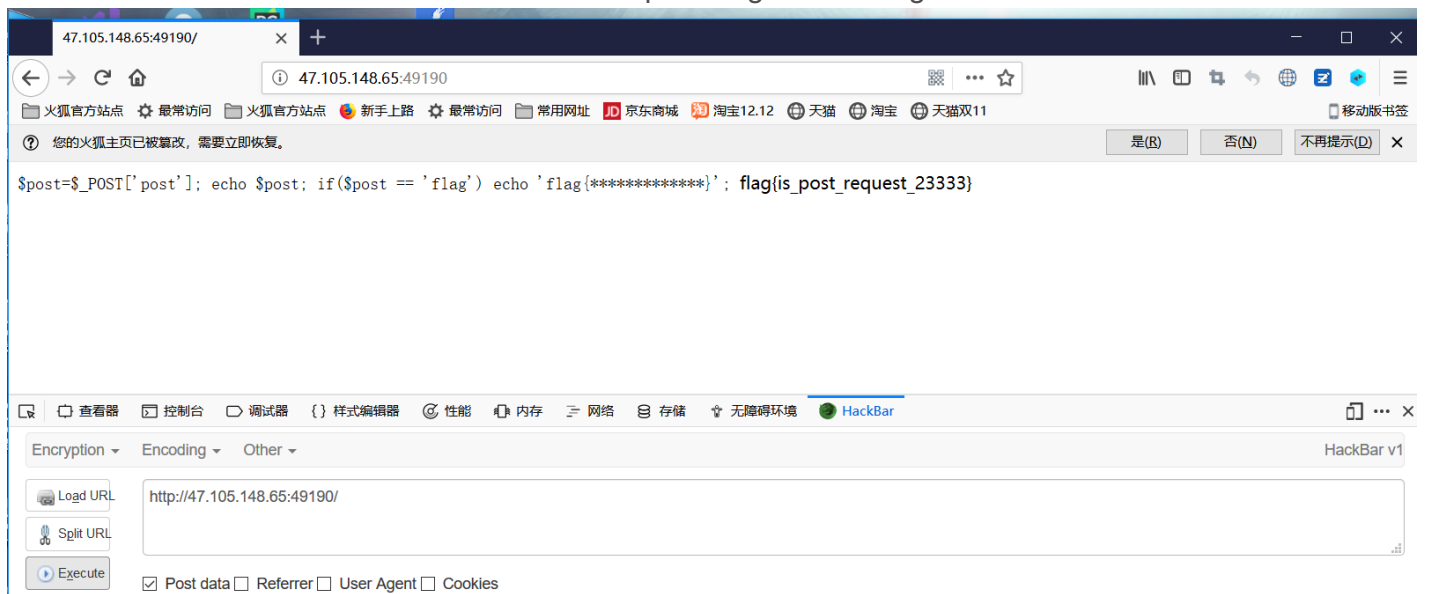 47.105.148.65:49190/
47.105.148.65:49190
火狐官方站点 最常访问 火狐官方站点 新手上路 最常访问 常用网址 JD 京东商城 淘宝12.12 天猫 淘宝 天猫双11 移动版书签
您的火狐主页已被篡改，需要立即恢复。 是(R) 否(N) 不再提示(D)
$post=$_POST['post']; echo $post; if($post == 'flag') echo 'flag{*************}'; flag{is_post_request_23333}
查看器 控制台 调试器 {} 样式编辑器 性能 内存 网络 存储 无障碍环境 HackBar
Encryption Encoding Other HackBar v1
Load URL http://47.105.148.65:49190/
Split URL
Execute
Post data Referrer User Agent Cookies